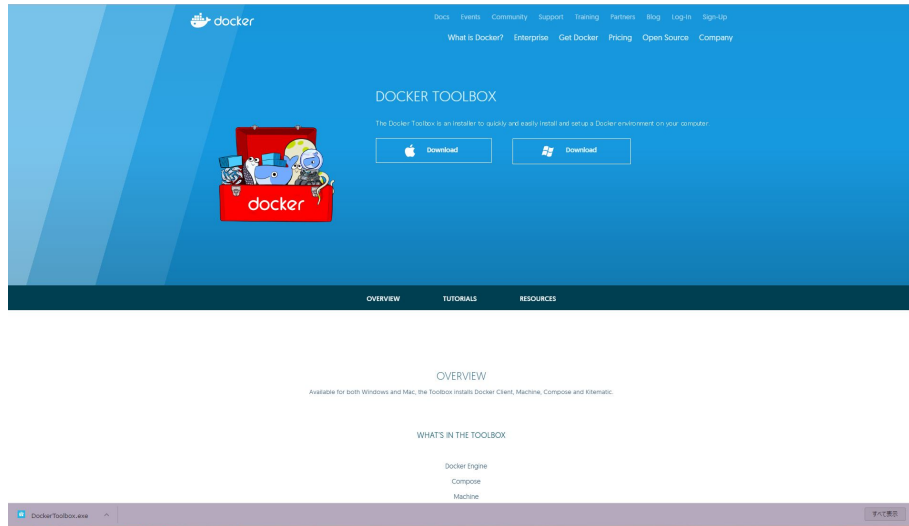 docker
Docs Events Community Support Training Partners Blog Log-In Sign-Up
What is Docker? Enterprise Get Docker Pricing Open Source Company
DOCKER TOOLBOX
The Docker Toolbox is an installer to quickly and easily install and setup a Docker environment on your computer.
Download
Download
docker
OVERVIEW TUTORIALS RESOURCES
OVERVIEW
Available for both Windows and Mac, the Toolbox installs Docker Client, Machine, Compose and Kitematic.
WHAT'S IN THE TOOLBOX
Docker Engine
Compose
Machine
DockerToolbox.exe
すべて表示